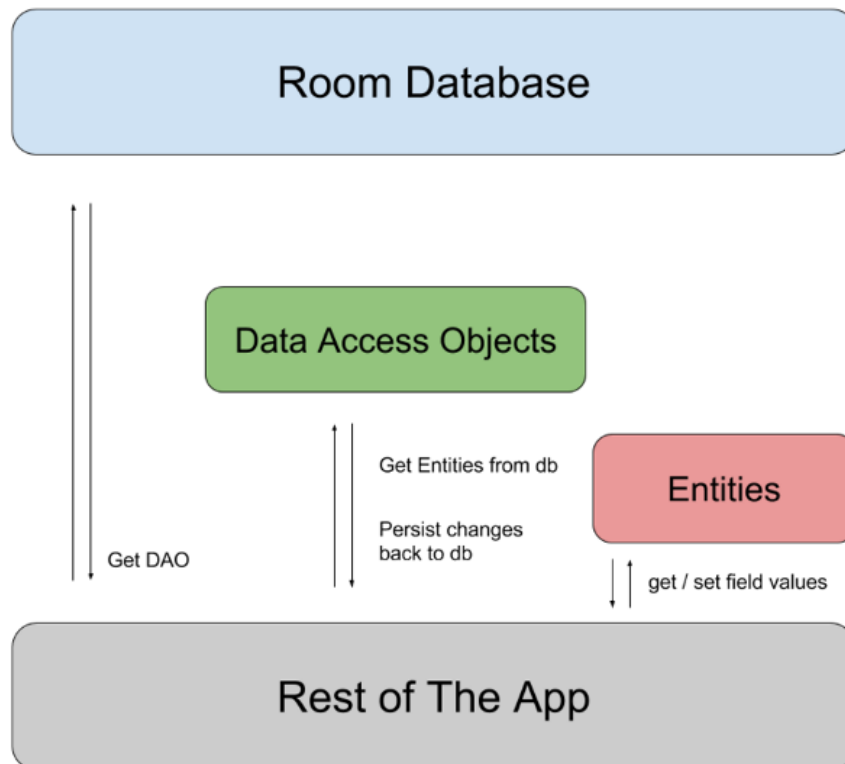 Room Database
Data Access Objects
Get Entities from db
Entities
Persist changes
back to db
Get DAO
get / set field values
Rest of The App